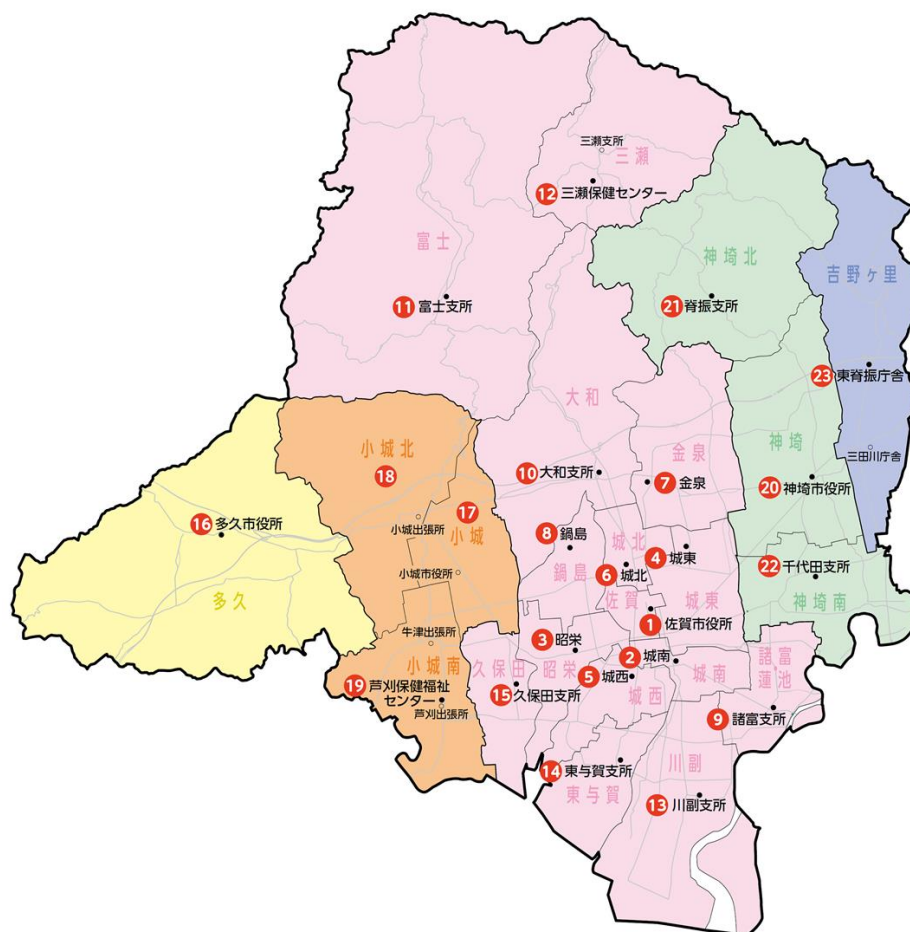 三瀬支所
三瀬
12 三瀬保健センター
富士
11 富士支所
神埼北
21 脊振支所
吉野ヶ里
23 東脊振庁舎
三田川庁舎
大和
10 大和支所
金泉
7 金泉
神埼
20 神埼市役所
小城北
18
17
小城
小城出張所
小城市役所
16 多久市役所
多久
8 鍋島
鍋島
城北
6 城北
4 城東
城東
22 千代田支所
神埼南
佐賀
1 佐賀市役所
牛津出張所
小城南
19 芦刈保健福祉
センター
芦刈出張所
久保田
15 久保田支所
3 昭栄
昭栄
2 城南
城南
5 城西
城西
諸富
蓮池
9 諸富支所
14 東与賀支所
東与賀
川副
13 川副支所